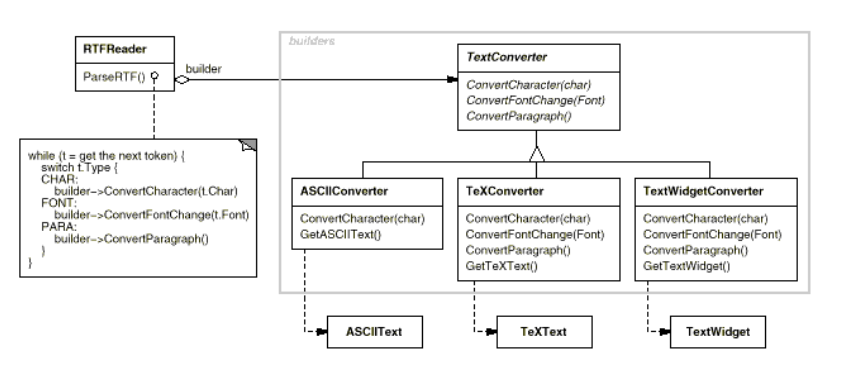 builders
RTFReader
ParseRTF()
builder
TextConverter
ConvertCharacter(char)
ConvertFontChange(Font)
ConvertParagraph()
while (t = get the next token) {
switch t.Type {
CHAR:
builder->ConvertCharacter(t.Char)
FONT:
builder->ConvertFontChange(t.Font)
PARA:
builder->ConvertParagraph()
}
}
ASCIIConverter
ConvertCharacter(char)
GetASCIIText()
TeXConverter
ConvertCharacter(char)
ConvertFontChange(Font)
ConvertParagraph()
GetTeXText()
TextWidgetConverter
ConvertCharacter(char)
ConvertFontChange(Font)
ConvertParagraph()
GetTextWidget()
ASCIIText
TeXText
TextWidget